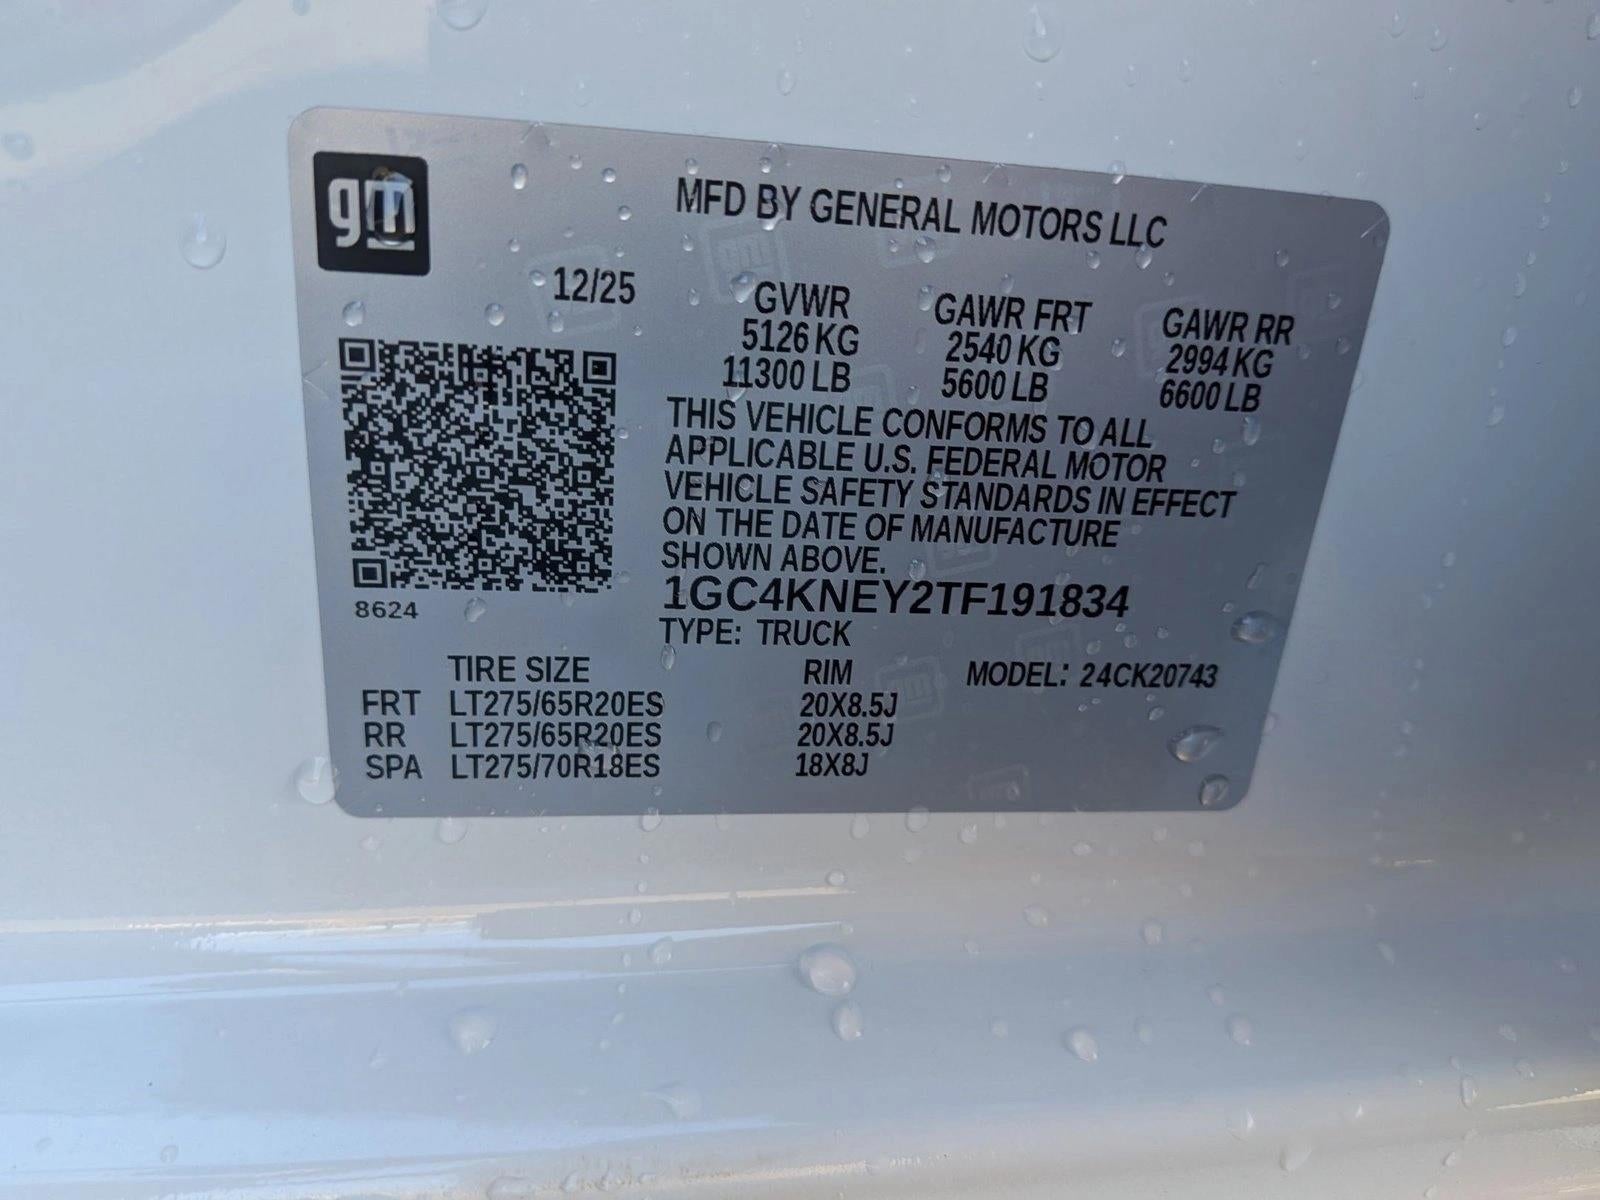 gm
MFD BY GENERAL MOTORS LLC
12/25
GVWR GAWR FRT GAWR RR
5126 KG 2540 KG 2994 KG
11300 LB 5600 LB 6600 LB
THIS VEHICLE CONFORMS TO ALL
APPLICABLE U.S. FEDERAL MOTOR
VEHICLE SAFETY STANDARDS IN EFFECT
ON THE DATE OF MANUFACTURE
SHOWN ABOVE.
1GC4KNEY2TF191834
8624
TYPE: TRUCK
TIRE SIZE RIM MODEL: 24CK20743
FRT LT275/65R20ES 20X8.5J
RR LT275/65R20ES 20X8.5J
SPA LT275/70R18ES 18X8J